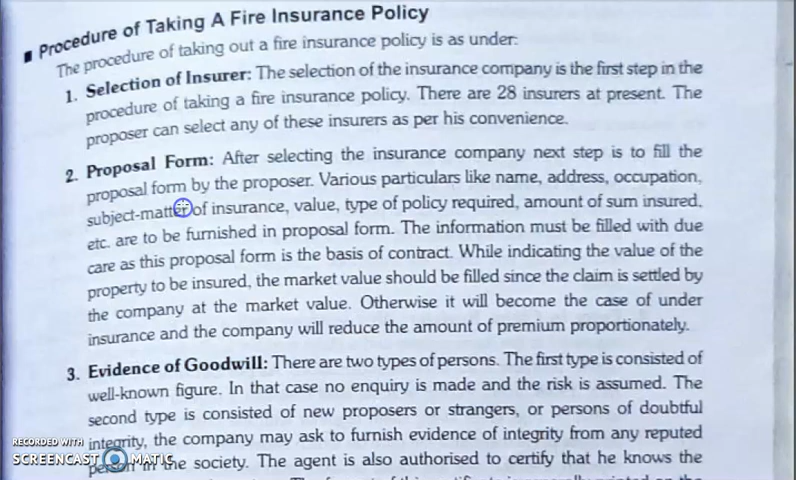 Procedure of Taking A Fire Insurance Policy
The procedure of taking out a fire insurance policy is as under:
1. Selection of Insurer: The selection of the insurance company is the first step in the
procedure of taking a fire insurance policy. There are 28 insurers at present. The
proposer can select any of these insurers as per his convenience.
2. Proposal Form: After selecting the insurance company next step is to fill the
proposal form by the proposer. Various particulars like name, address, occupation,
subject-matter of insurance, value, type of policy required, amount of sum insured,
etc. are to be furnished in proposal form. The information must be filled with due
care as this proposal form is the basis of contract. While indicating the value of the
property to be insured, the market value should be filled since the claim is settled by
the company at the market value. Otherwise it will become the case of under
insurance and the company will reduce the amount of premium proportionately.
3. Evidence of Goodwill: There are two types of persons. The first type is consisted of
well-known figure. In that case no enquiry is made and the risk is assumed. The
second type is consisted of new proposers or strangers, or persons of doubtful
integrity, the company may ask to furnish evidence of integrity from any reputed
person in the society. The agent is also authorised to certify that he knows the
RECORDED WITH
SCREENCAST MATIC